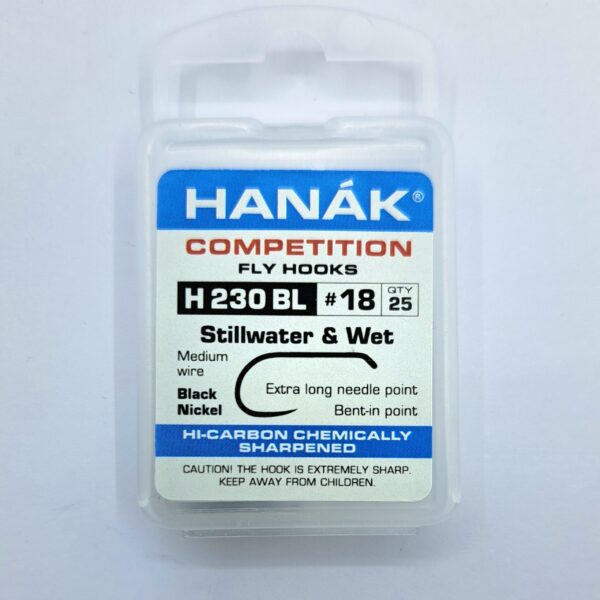 HANÁK®
COMPETITION
FLY HOOKS
H 230 BL #18 QTY 25
Stillwater & Wet
Medium wire
Black Nickel
Extra long needle point
Bent-in point
HI-CARBON CHEMICALLY
SHARPENED
CAUTION! THE HOOK IS EXTREMELY SHARP.
KEEP AWAY FROM CHILDREN.